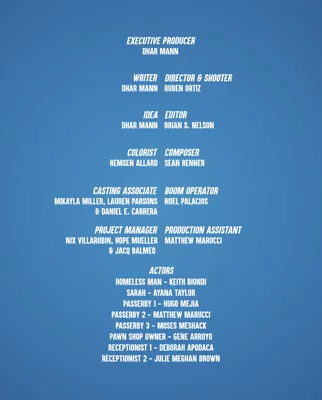 EXECUTIVE PRODUCER
DHAR MANN
WRITER DIRECTOR & SHOOTER
DHAR MANN RUBEN ORTIZ
IDEA EDITOR
DHAR MANN BRIAN S. NELSON
COLORIST COMPOSER
REMSEN ALLARD SEAN RENNER
CASTING ASSOCIATE BOOM OPERATOR
MIKAYLA MILLER, LAUREN PARSONS NOEL PALACIOS
& DANIEL E. CARRERA
PROJECT MANAGER PRODUCTION ASSISTANT
NIX VILLARUBIN, HOPE MUELLER MATTHEW MARUCCI
& JACQ BALMEO
ACTORS
HOMELESS MAN - KEITH BIONDI
SARAH - AYANA TAYLOR
PASSERBY 1 - HUGO MEJIA
PASSERBY 2 - MATTHEW MARUCCI
PASSERBY 3 - MOSES MESHACK
PAWN SHOP OWNER - GENE ARROYO
RECEPTIONIST 1 - DEBORAH APODACA
RECEPTIONIST 2 - JULIE MEGHAN BROWN